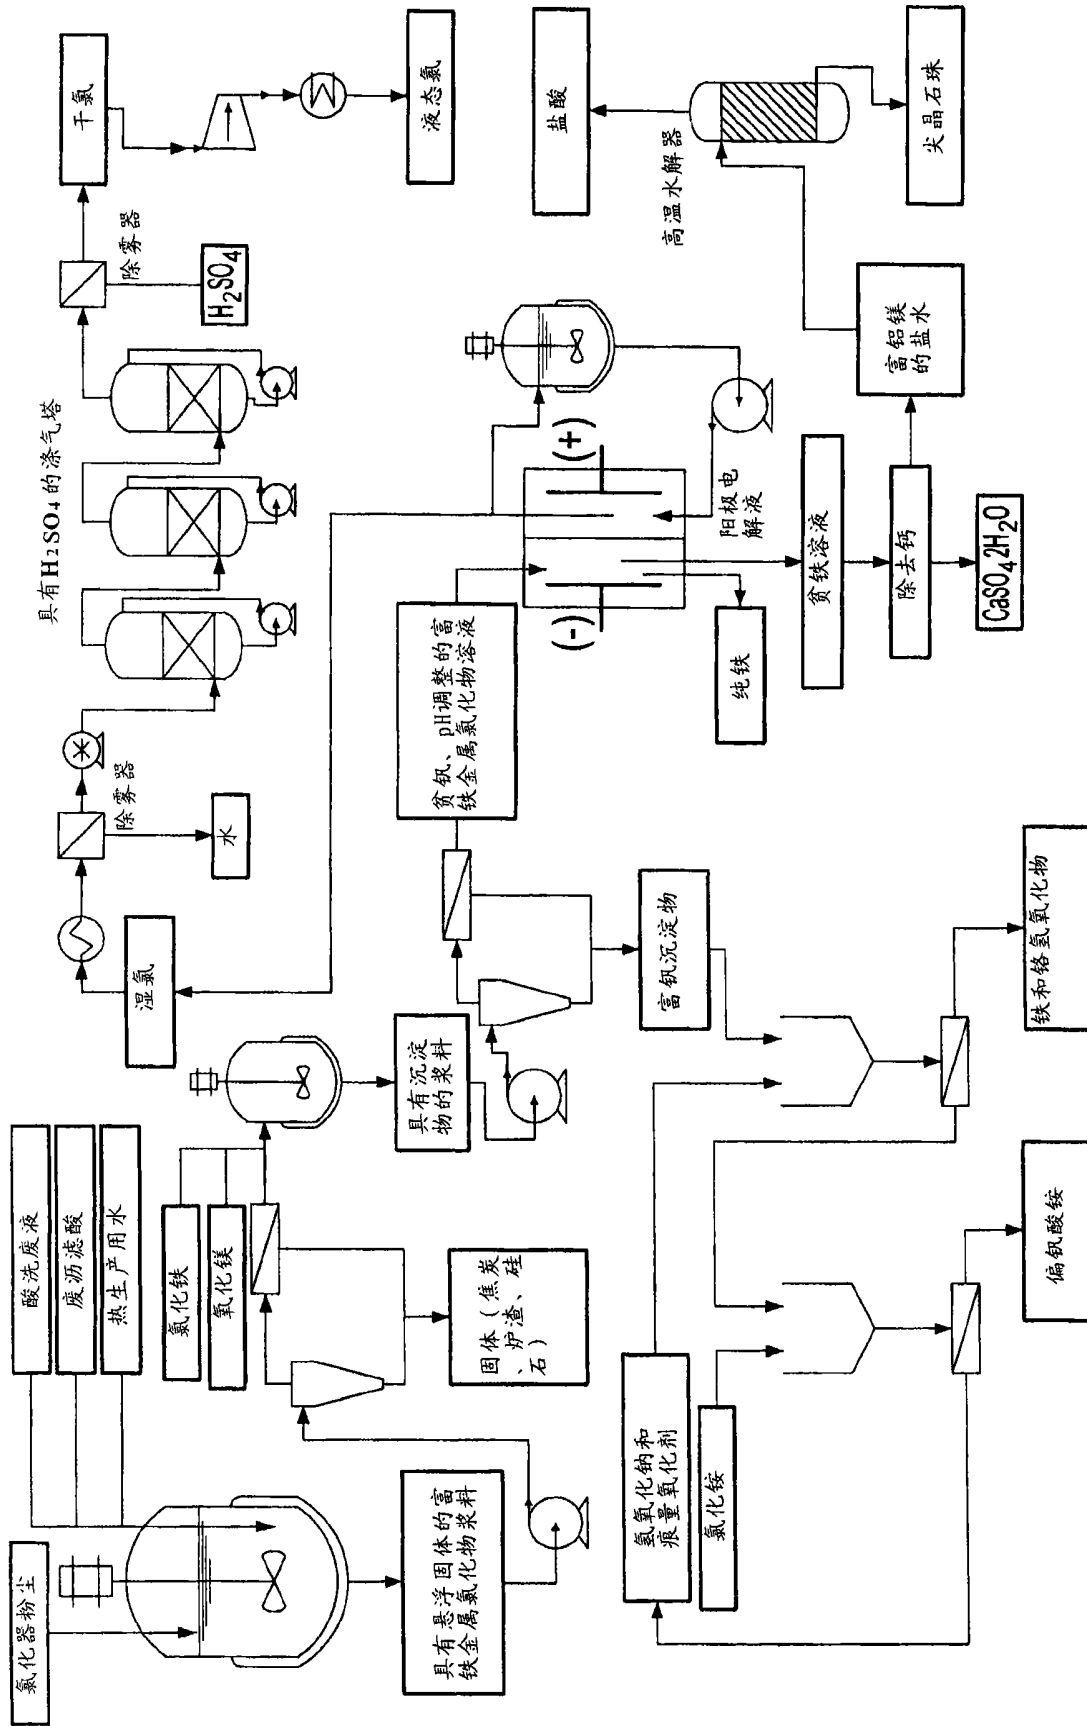 氯化器粉尘
酸洗废液
废沥滤酸
热生产用水
具有悬浮固体的富
铁金属氯化物浆料
固体（焦炭
、炉渣、硅
石）
氯化铁
氧化镁
具有沉淀
物的浆料
富钒沉淀物
贫钒、pH调整的富
铁金属氯化物溶液
湿氯
水
除雾器
具有H2SO4的涤气塔
除雾器
H2SO4
干氯
液态氯
(-)
(+)
阳极电
解液
纯铁
贫铁溶液
除去钙
CaSO42H2O
富铝镁
的盐水
高温水解器
盐酸
尖晶石珠
氢氧化钠和
痕量氧化剂
氯化铵
偏钒酸铵
铁和铬氢氧化物